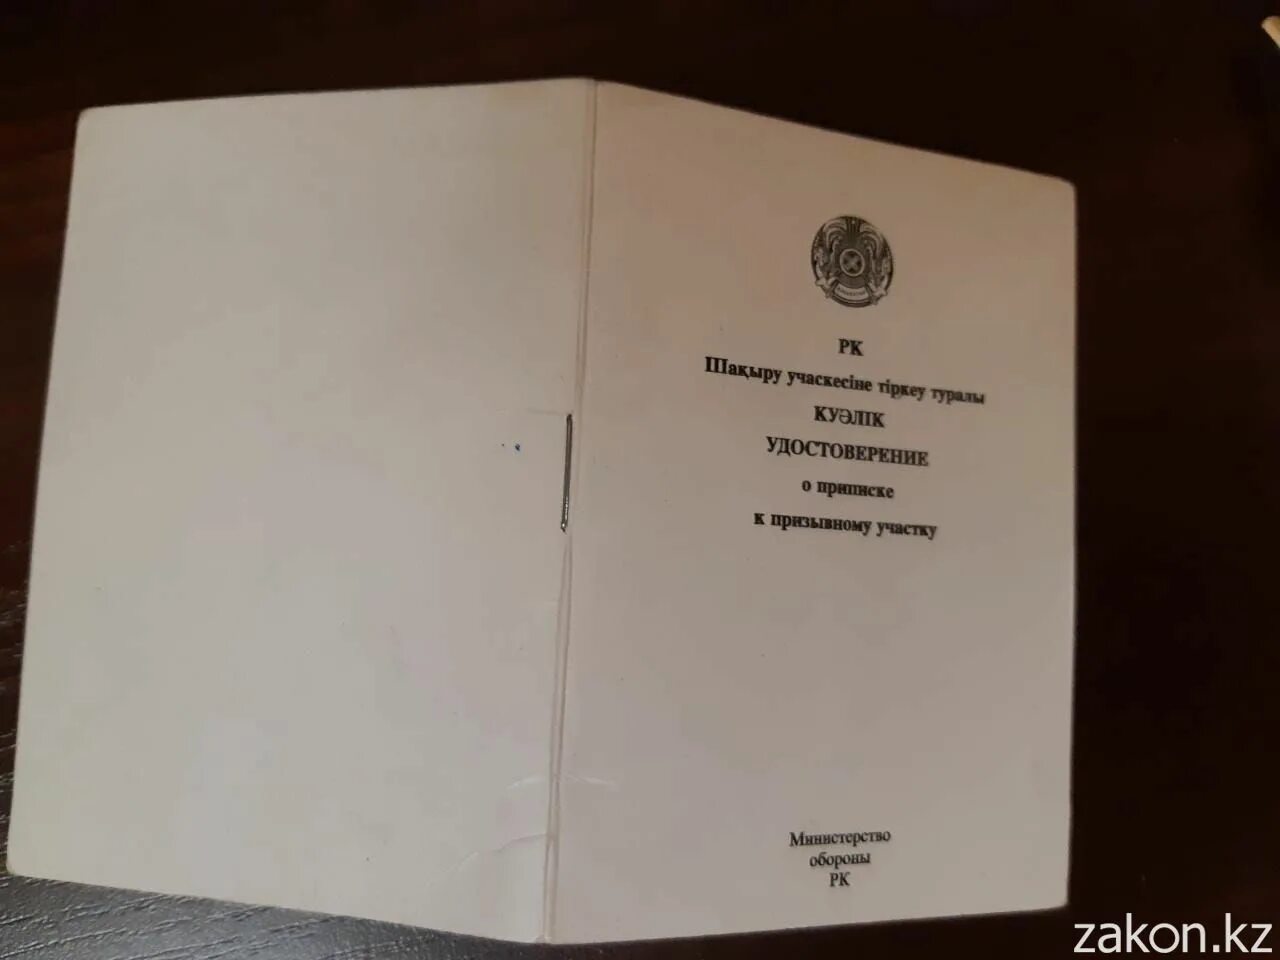 РК
Шақыру учаскесіне тіркеу туралы
КУӘЛІК
УДОСТОВЕРЕНИЕ
о приписке
к призывному участку
Министерство
обороны
РК
zakon.kz